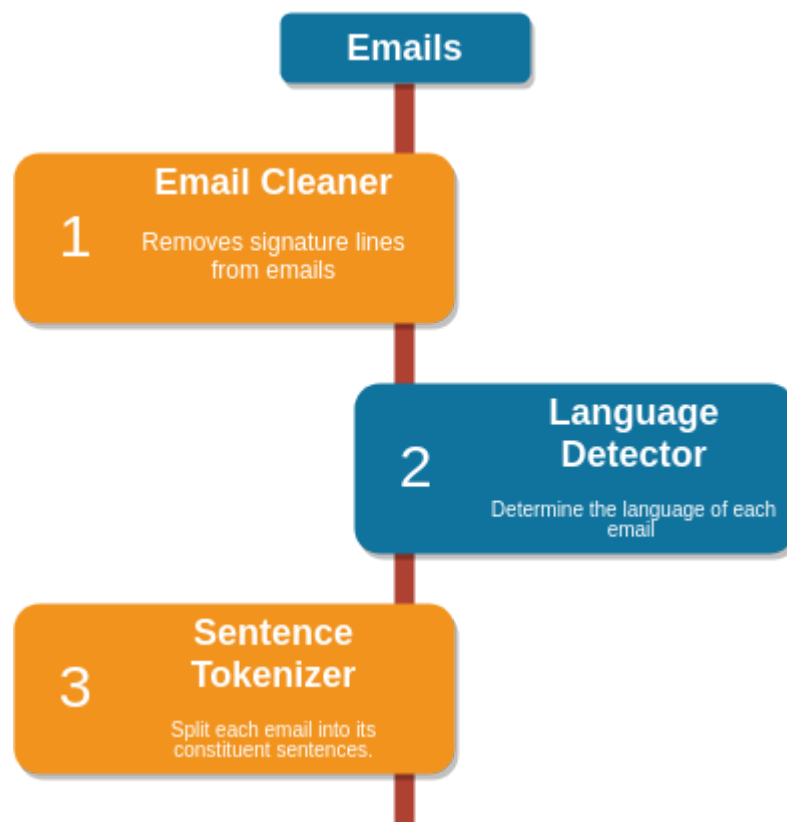 Emails
Email Cleaner
1
Removes signature lines
from emails
Language
Detector
2
Determine the language of each
email
Sentence
Tokenizer
3
Split each email into its
constituent sentences.